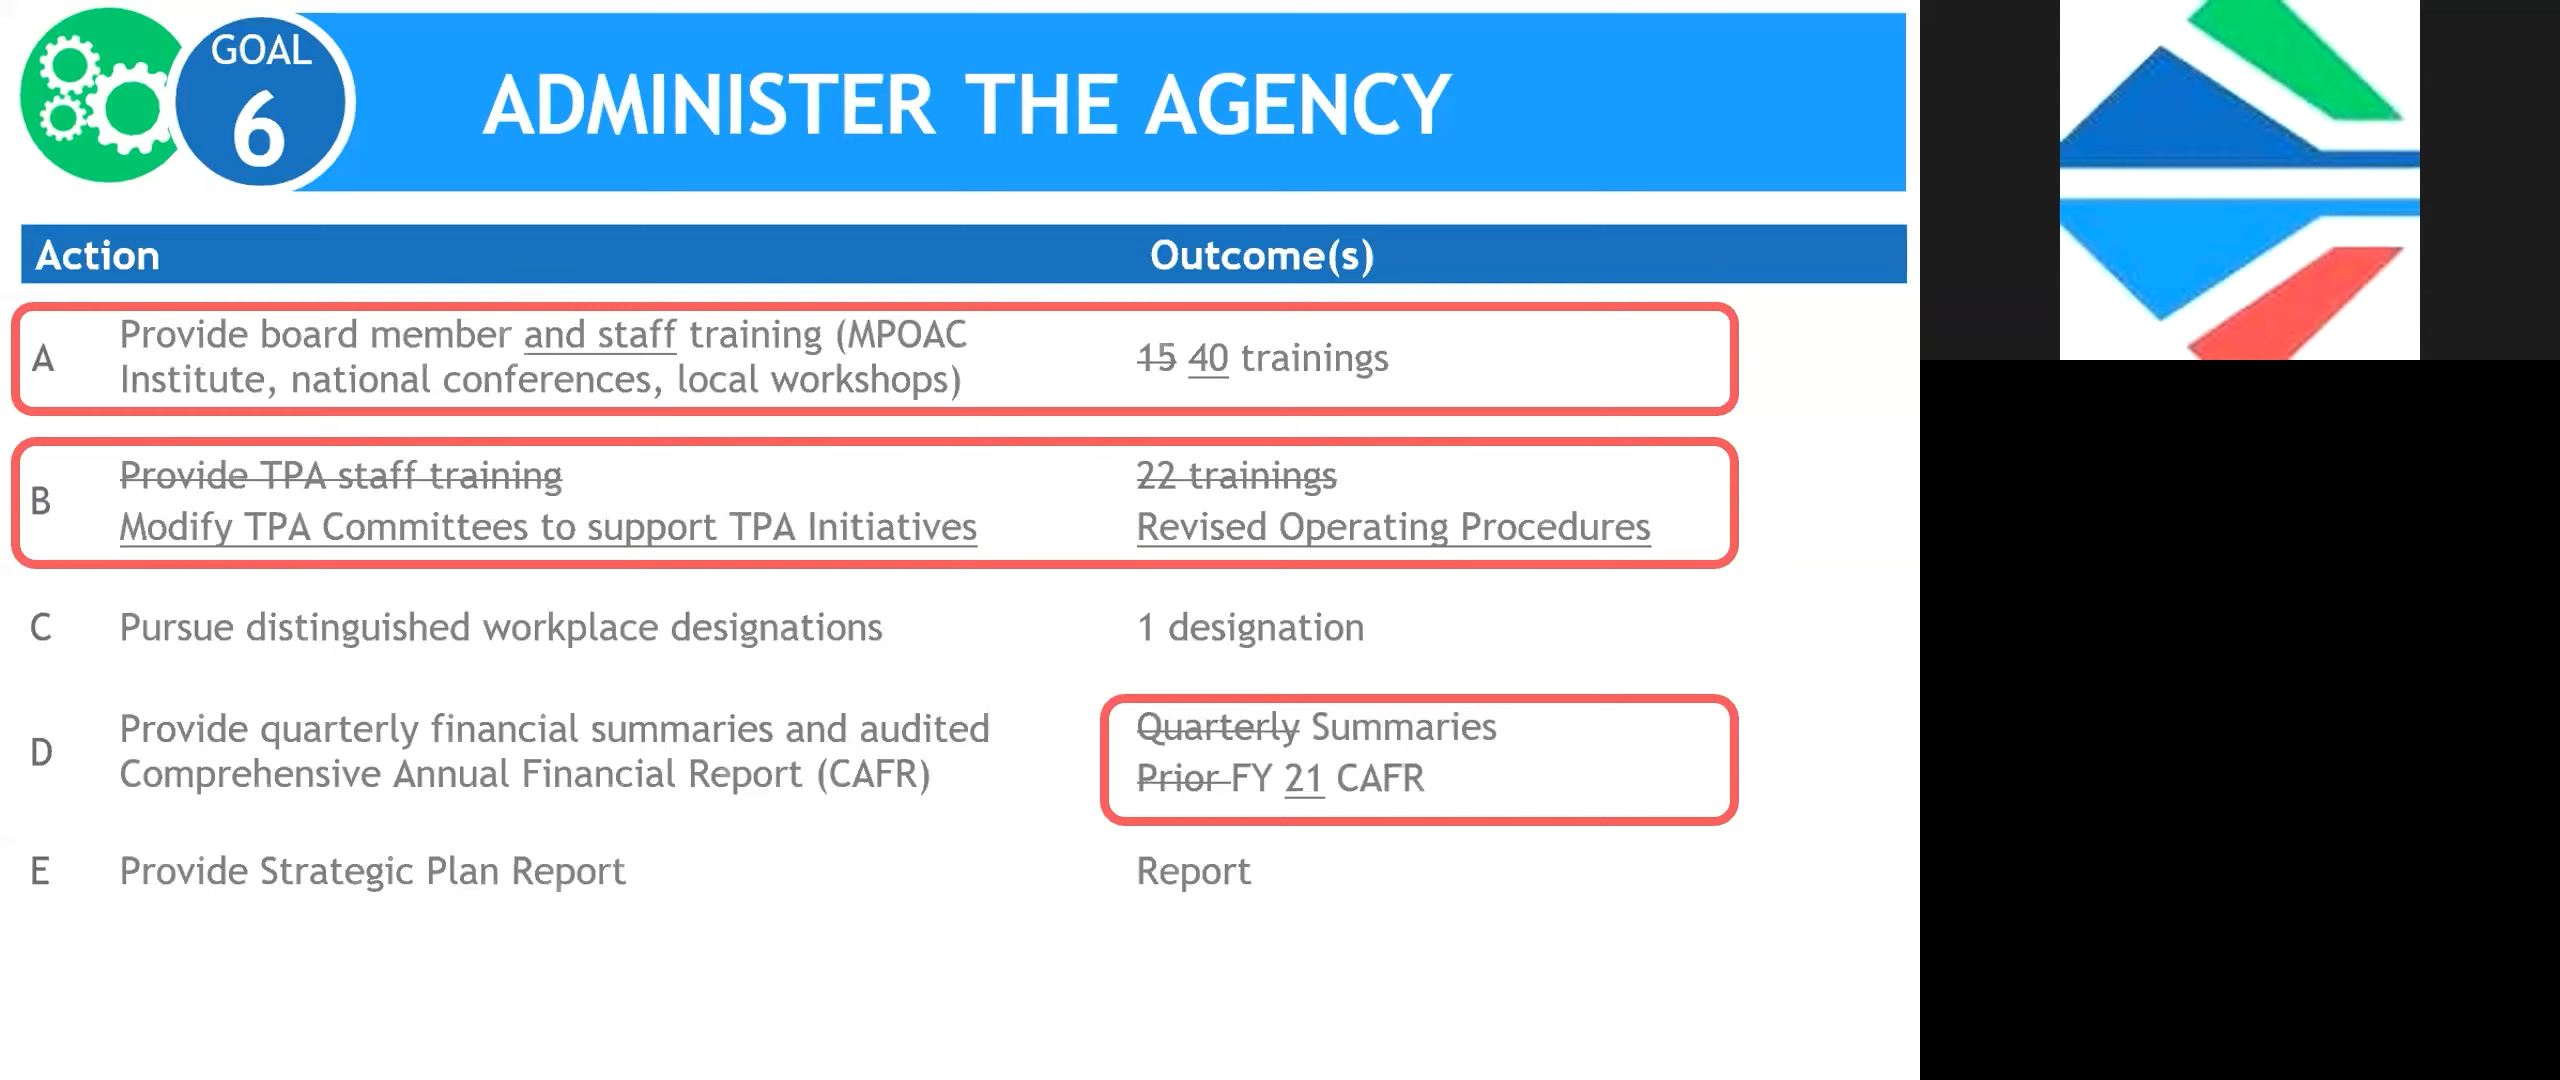 GOAL
6
ADMINISTER THE AGENCY
Action Outcome(s)
A
Provide board member and staff training (MPOAC
Institute, national conferences, local workshops)
15 40 trainings
B
Provide TPA staff training
Modify TPA Committees to support TPA Initiatives
22 trainings
Revised Operating Procedures
C Pursue distinguished workplace designations 1 designation
D
Provide quarterly financial summaries and audited
Comprehensive Annual Financial Report (CAFR)
Quarterly Summaries
Prior FY 21 CAFR
E Provide Strategic Plan Report Report